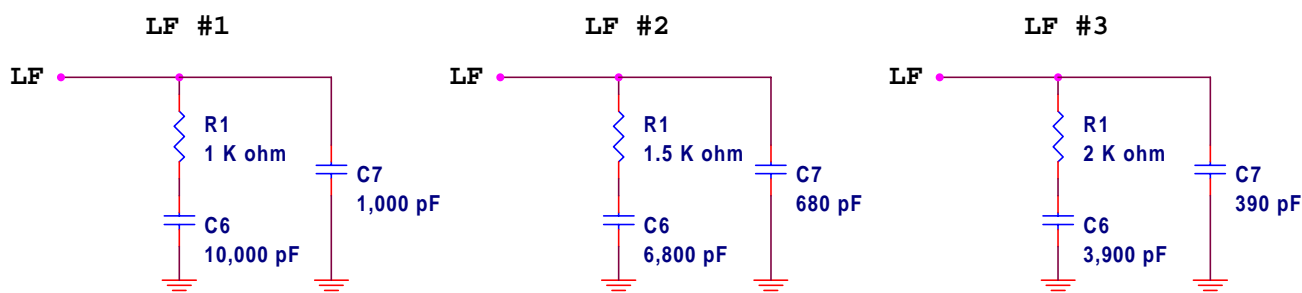 LF #1
LF
R1
1 K ohm
C7
1,000 pF
C6
10,000 pF
LF #2
LF
R1
1.5 K ohm
C7
680 pF
C6
6,800 pF
LF #3
LF
R1
2 K ohm
C7
390 pF
C6
3,900 pF